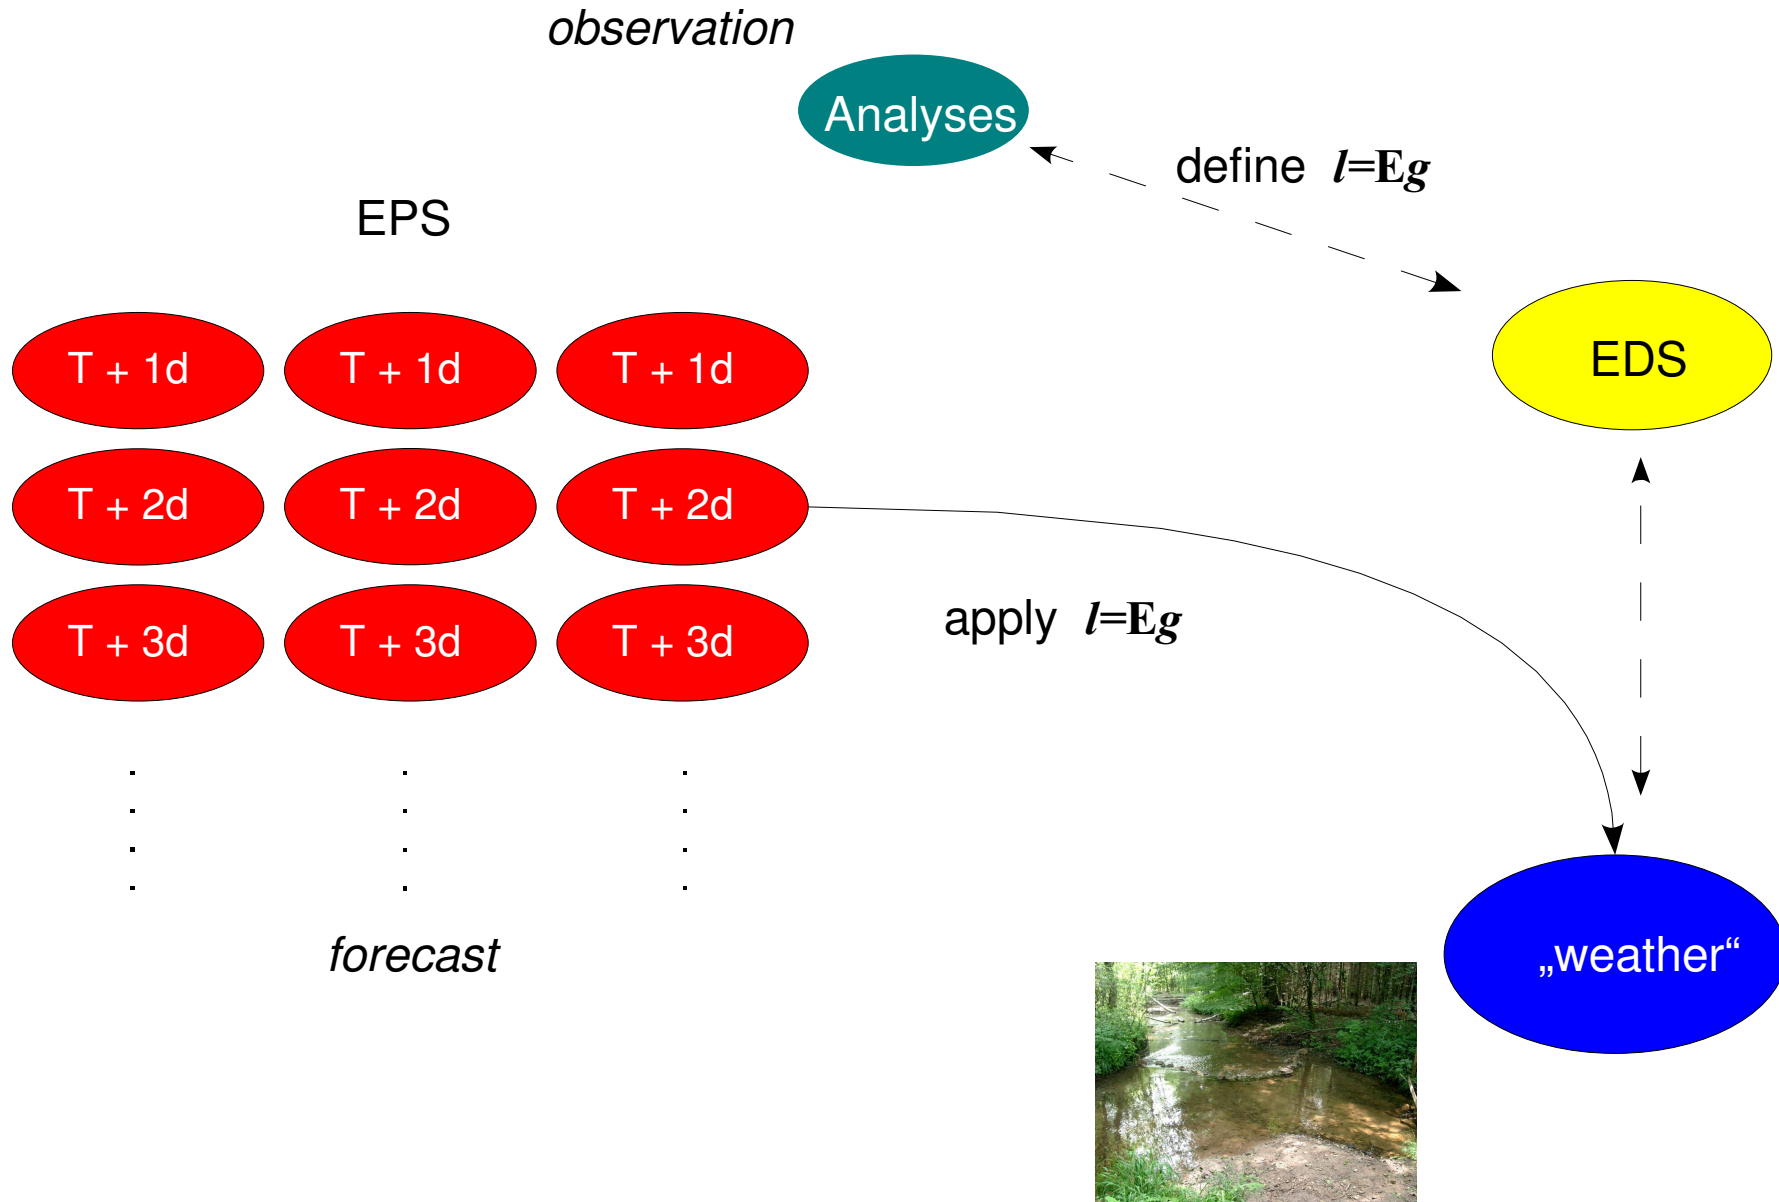 observation
Analyses
define l=Eg
EPS
T + 1d T + 1d T + 1d
EDS
T + 2d T + 2d T + 2d
apply l=Eg
T + 3d T + 3d T + 3d
forecast
„weather“